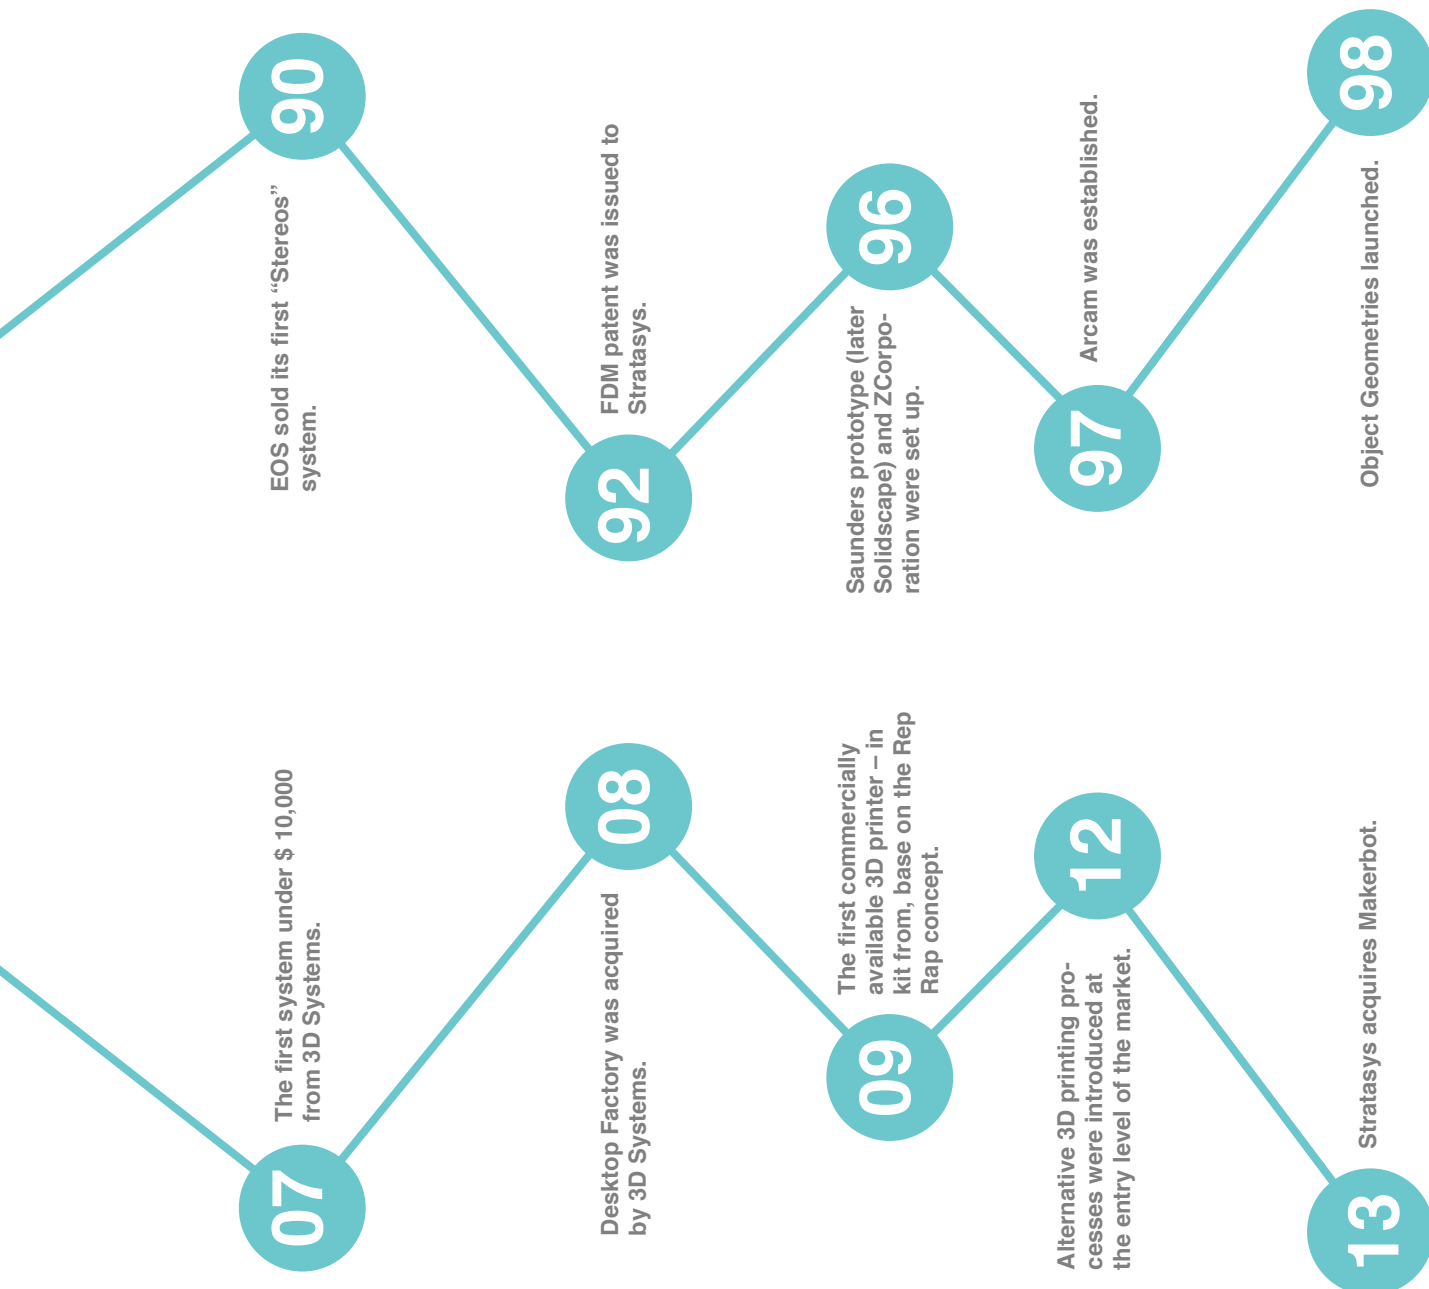 90
EOS sold its first “Stereos”
system.
92
FDM patent was issued to
Stratasys.
96
Saunders prototype (later
Solidscape) and ZCorpo-
ration were set up.
97
Arcam was established.
98
Object Geometries launched.
07
The first system under $ 10,000
from 3D Systems.
08
Desktop Factory was acquired
by 3D Systems.
09
The first commercially
available 3D printer – in
kit from, base on the Rep
Rap concept.
12
Alternative 3D printing pro-
cesses were introduced at
the entry level of the market.
13
Stratasys acquires Makerbot.